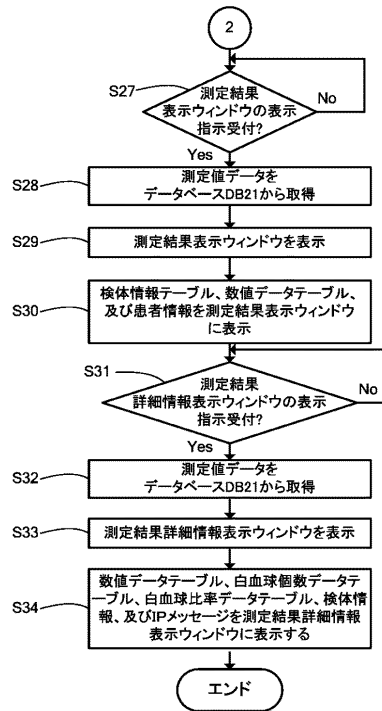 2
S27
測定結果
表示ウィンドウの表示
指示受付?
No
Yes
S28
測定値データを
データベースDB21から取得
S29
測定結果表示ウィンドウを表示
S30
検体情報テーブル、数値データテーブル、
及び患者情報を測定結果表示ウィンドウ
に表示
S31
測定結果
詳細情報表示ウィンドウの表示
指示受付?
No
Yes
S32
測定値データを
データベースDB21から取得
S33
測定結果詳細情報表示ウィンドウを表示
S34
数値データテーブル、白血球個数データテ
ーブル、白血球比率データテーブル、検体情
報、及びIPメッセージを測定結果詳細情報
表示ウィンドウに表示する
エンド